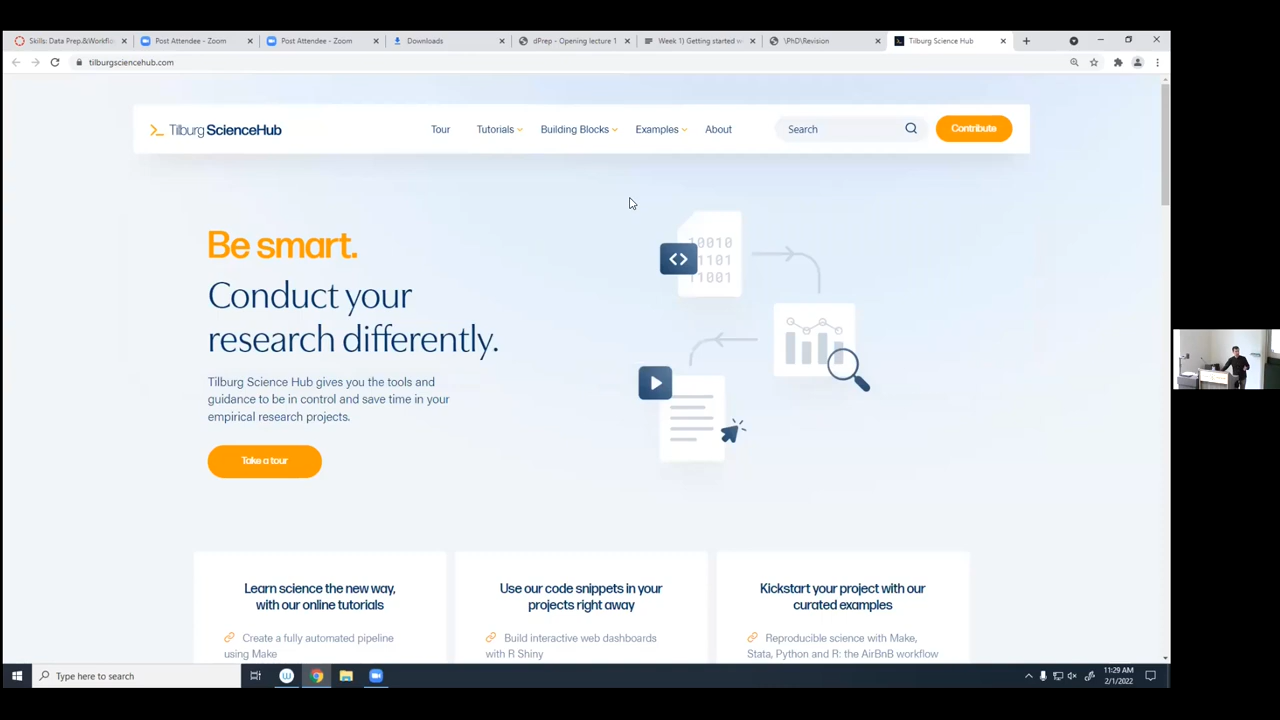 Skills: Data Prep.&Workflo
Post Attendee - Zoom
Post Attendee - Zoom
Downloads
dPrep - Opening lecture 1
Week 1) Getting started w
\PhD\Revision
Tilburg Science Hub
tilburgsciencehub.com
Tilburg ScienceHub
Tour
Tutorials
Building Blocks
Examples
About
Search
Contribute
10010
1101
11001
Be smart.
Conduct your
research differently.
Tilburg Science Hub gives you the tools and
guidance to be in control and save time in your
empirical research projects.
Take a tour
Learn science the new way,
with our online tutorials
Create a fully automated pipeline
using Make
Use our code snippets in your
projects right away
Build interactive web dashboards
with R Shiny
Kickstart your project with our
curated examples
Reproducible science with Make,
Stata, Python and R: the AirBnB workflow
Type here to search
11:29 AM
2/1/2022